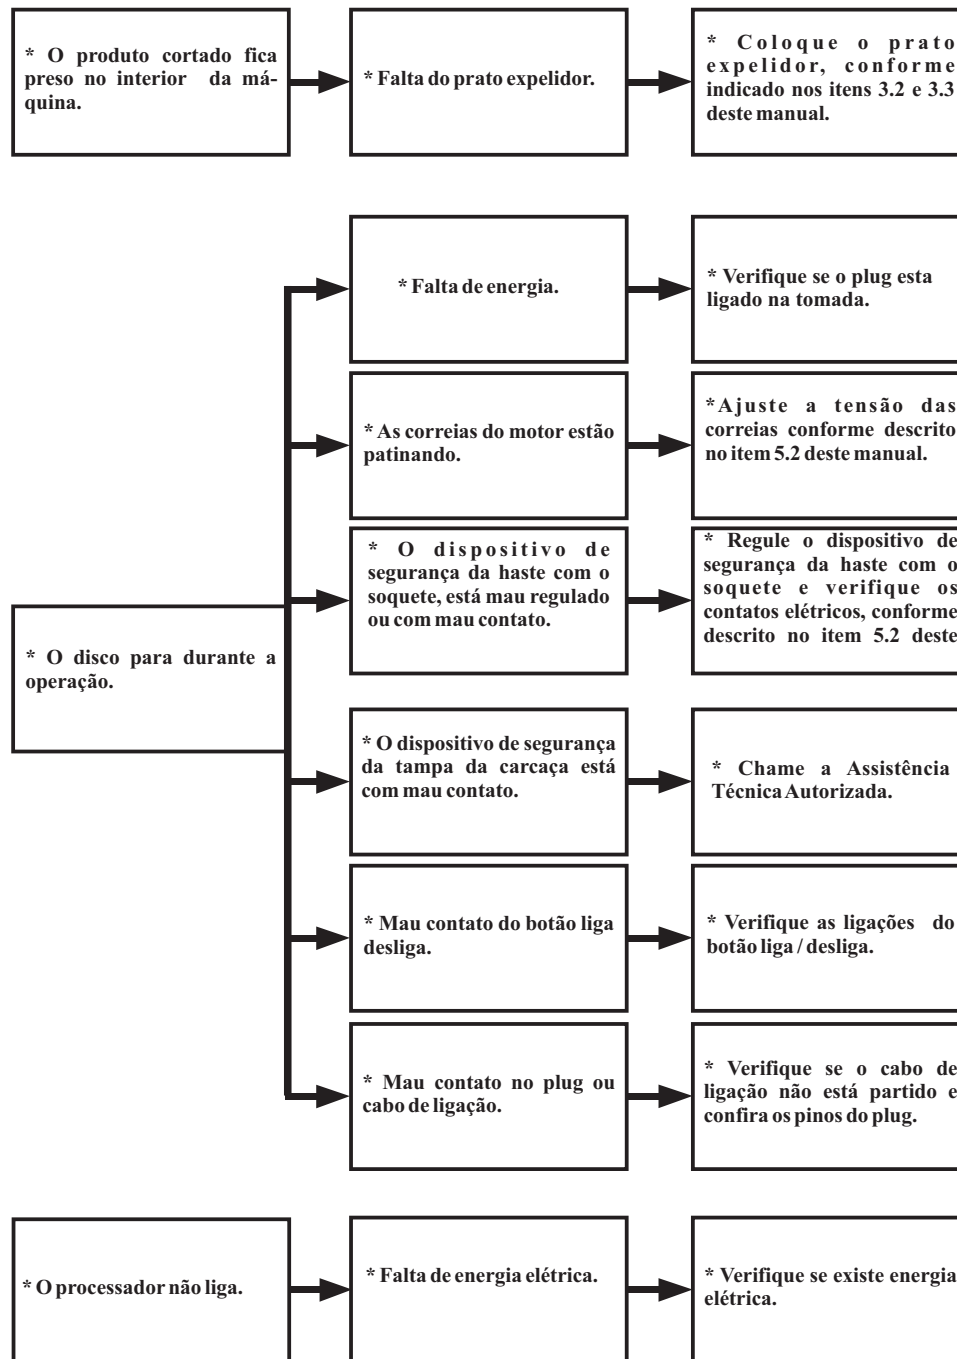 * O produto cortado fica
preso no interior da má-
quina.
* Falta do prato expelidor.
* Coloque o prato
expelidor, conforme
indicado nos itens 3.2 e 3.3
deste manual.
* O disco para durante a
operação.
* Falta de energia.
* Verifique se o plug esta
ligado na tomada.
* As correias do motor estão
patinando.
*Ajuste a tensão das
correias conforme descrito
no item 5.2 deste manual.
* O dispositivo de
segurança da haste com o
soquete, está mau regulado
ou com mau contato.
* Regule o dispositivo de
segurança da haste com o
soquete e verifique os
contatos elétricos, conforme
descrito no item 5.2 deste
* O dispositivo de segurança
da tampa da carcaça está
com mau contato.
* Chame a Assistência
Técnica Autorizada.
* Mau contato do botão liga
desliga.
* Verifique as ligações do
botão liga / desliga.
* Mau contato no plug ou
cabo de ligação.
* Verifique se o cabo de
ligação não está partido e
confira os pinos do plug.
* O processador não liga.
* Falta de energia elétrica.
* Verifique se existe energia
elétrica.